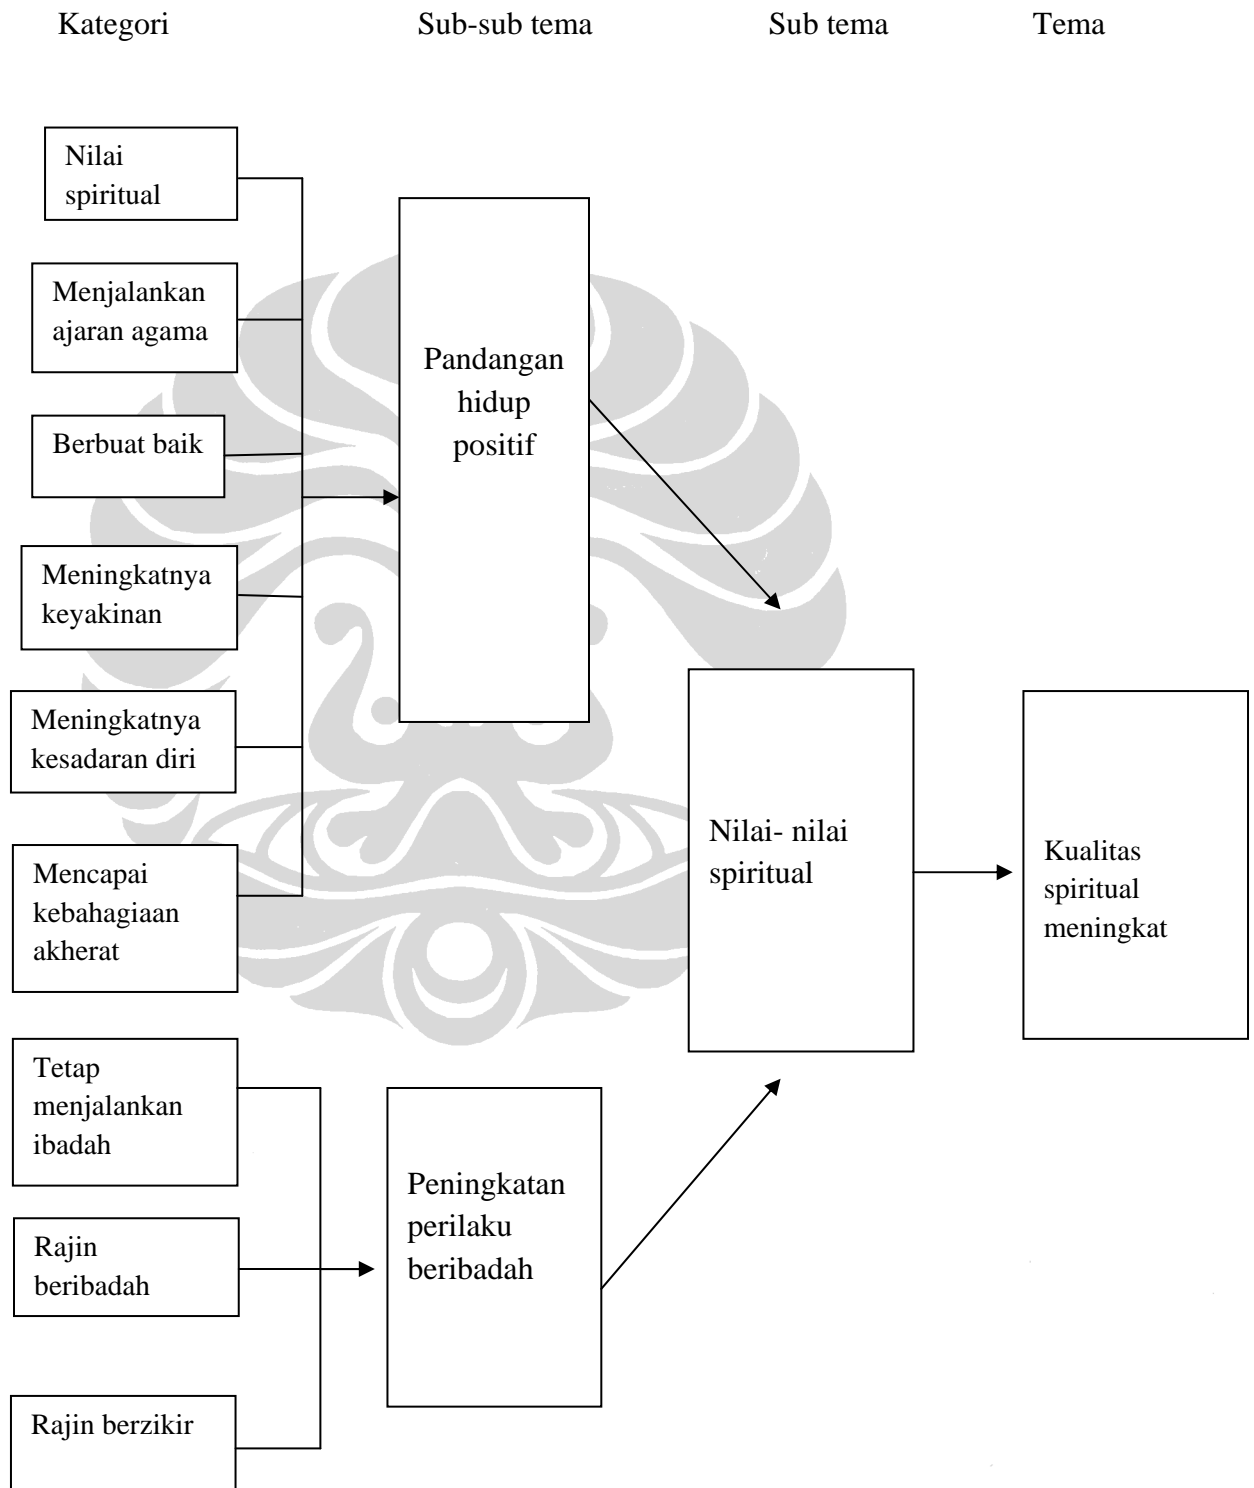 Kategori
Sub-sub tema
Sub tema
Tema
Nilai
spiritual
Menjalankan
ajaran agama
Berbuat baik
Meningkatnya
keyakinan
Meningkatnya
kesadaran diri
Mencapai
kebahagiaan
akherat
Tetap
menjalankan
ibadah
Rajin
beribadah
Rajin berzikir
Pandangan
hidup
positif
Peningkatan
perilaku
beribadah
Nilai- nilai
spiritual
Kualitas
spiritual
meningkat